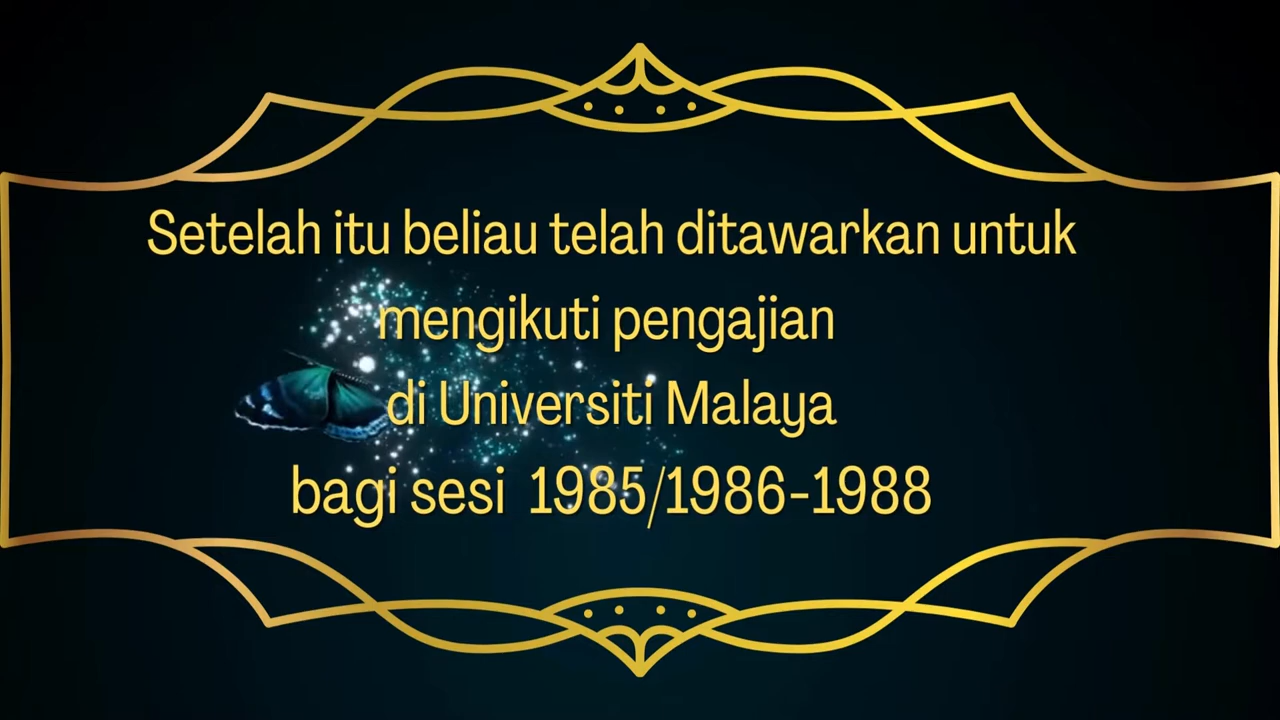 Setelah itu beliau telah ditawarkan untuk
mengikuti pengajian
di Universiti Malaya
bagi sesi 1985/1986-1988